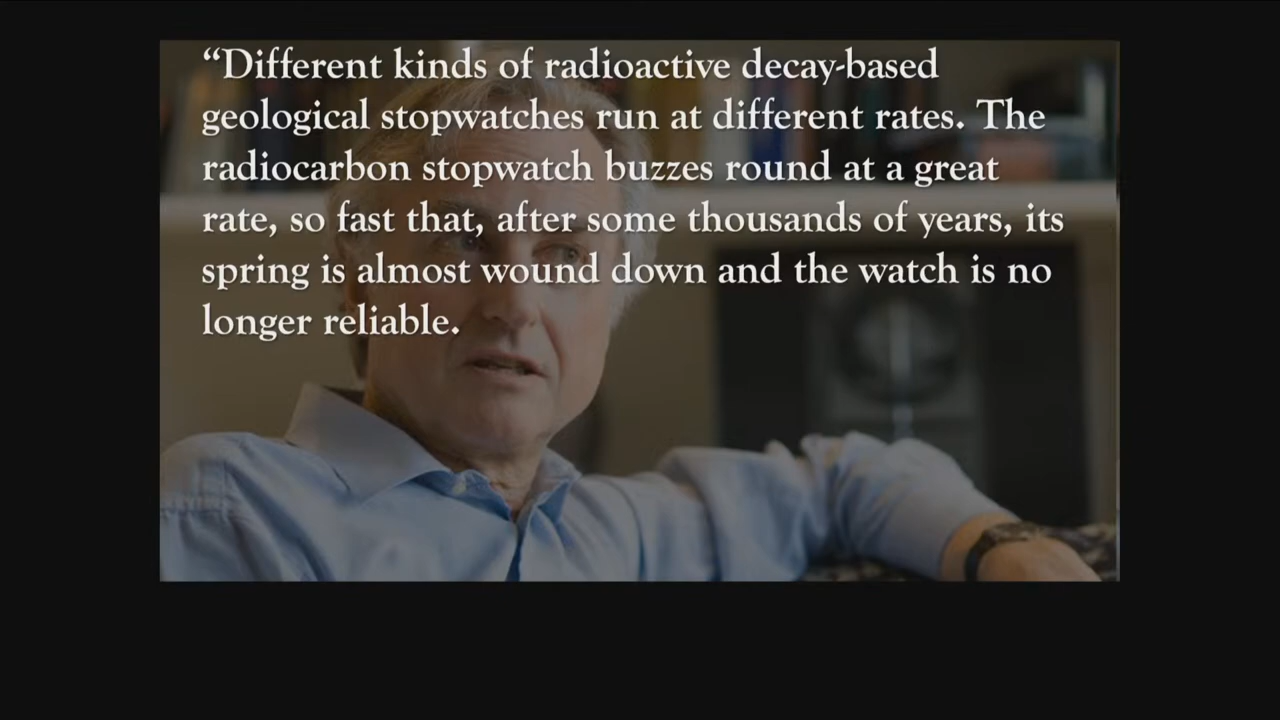 “Different kinds of radioactive decay-based
geological stopwatches run at different rates. The
radiocarbon stopwatch buzzes round at a great
rate, so fast that, after some thousands of years, its
spring is almost wound down and the watch is no
longer reliable.